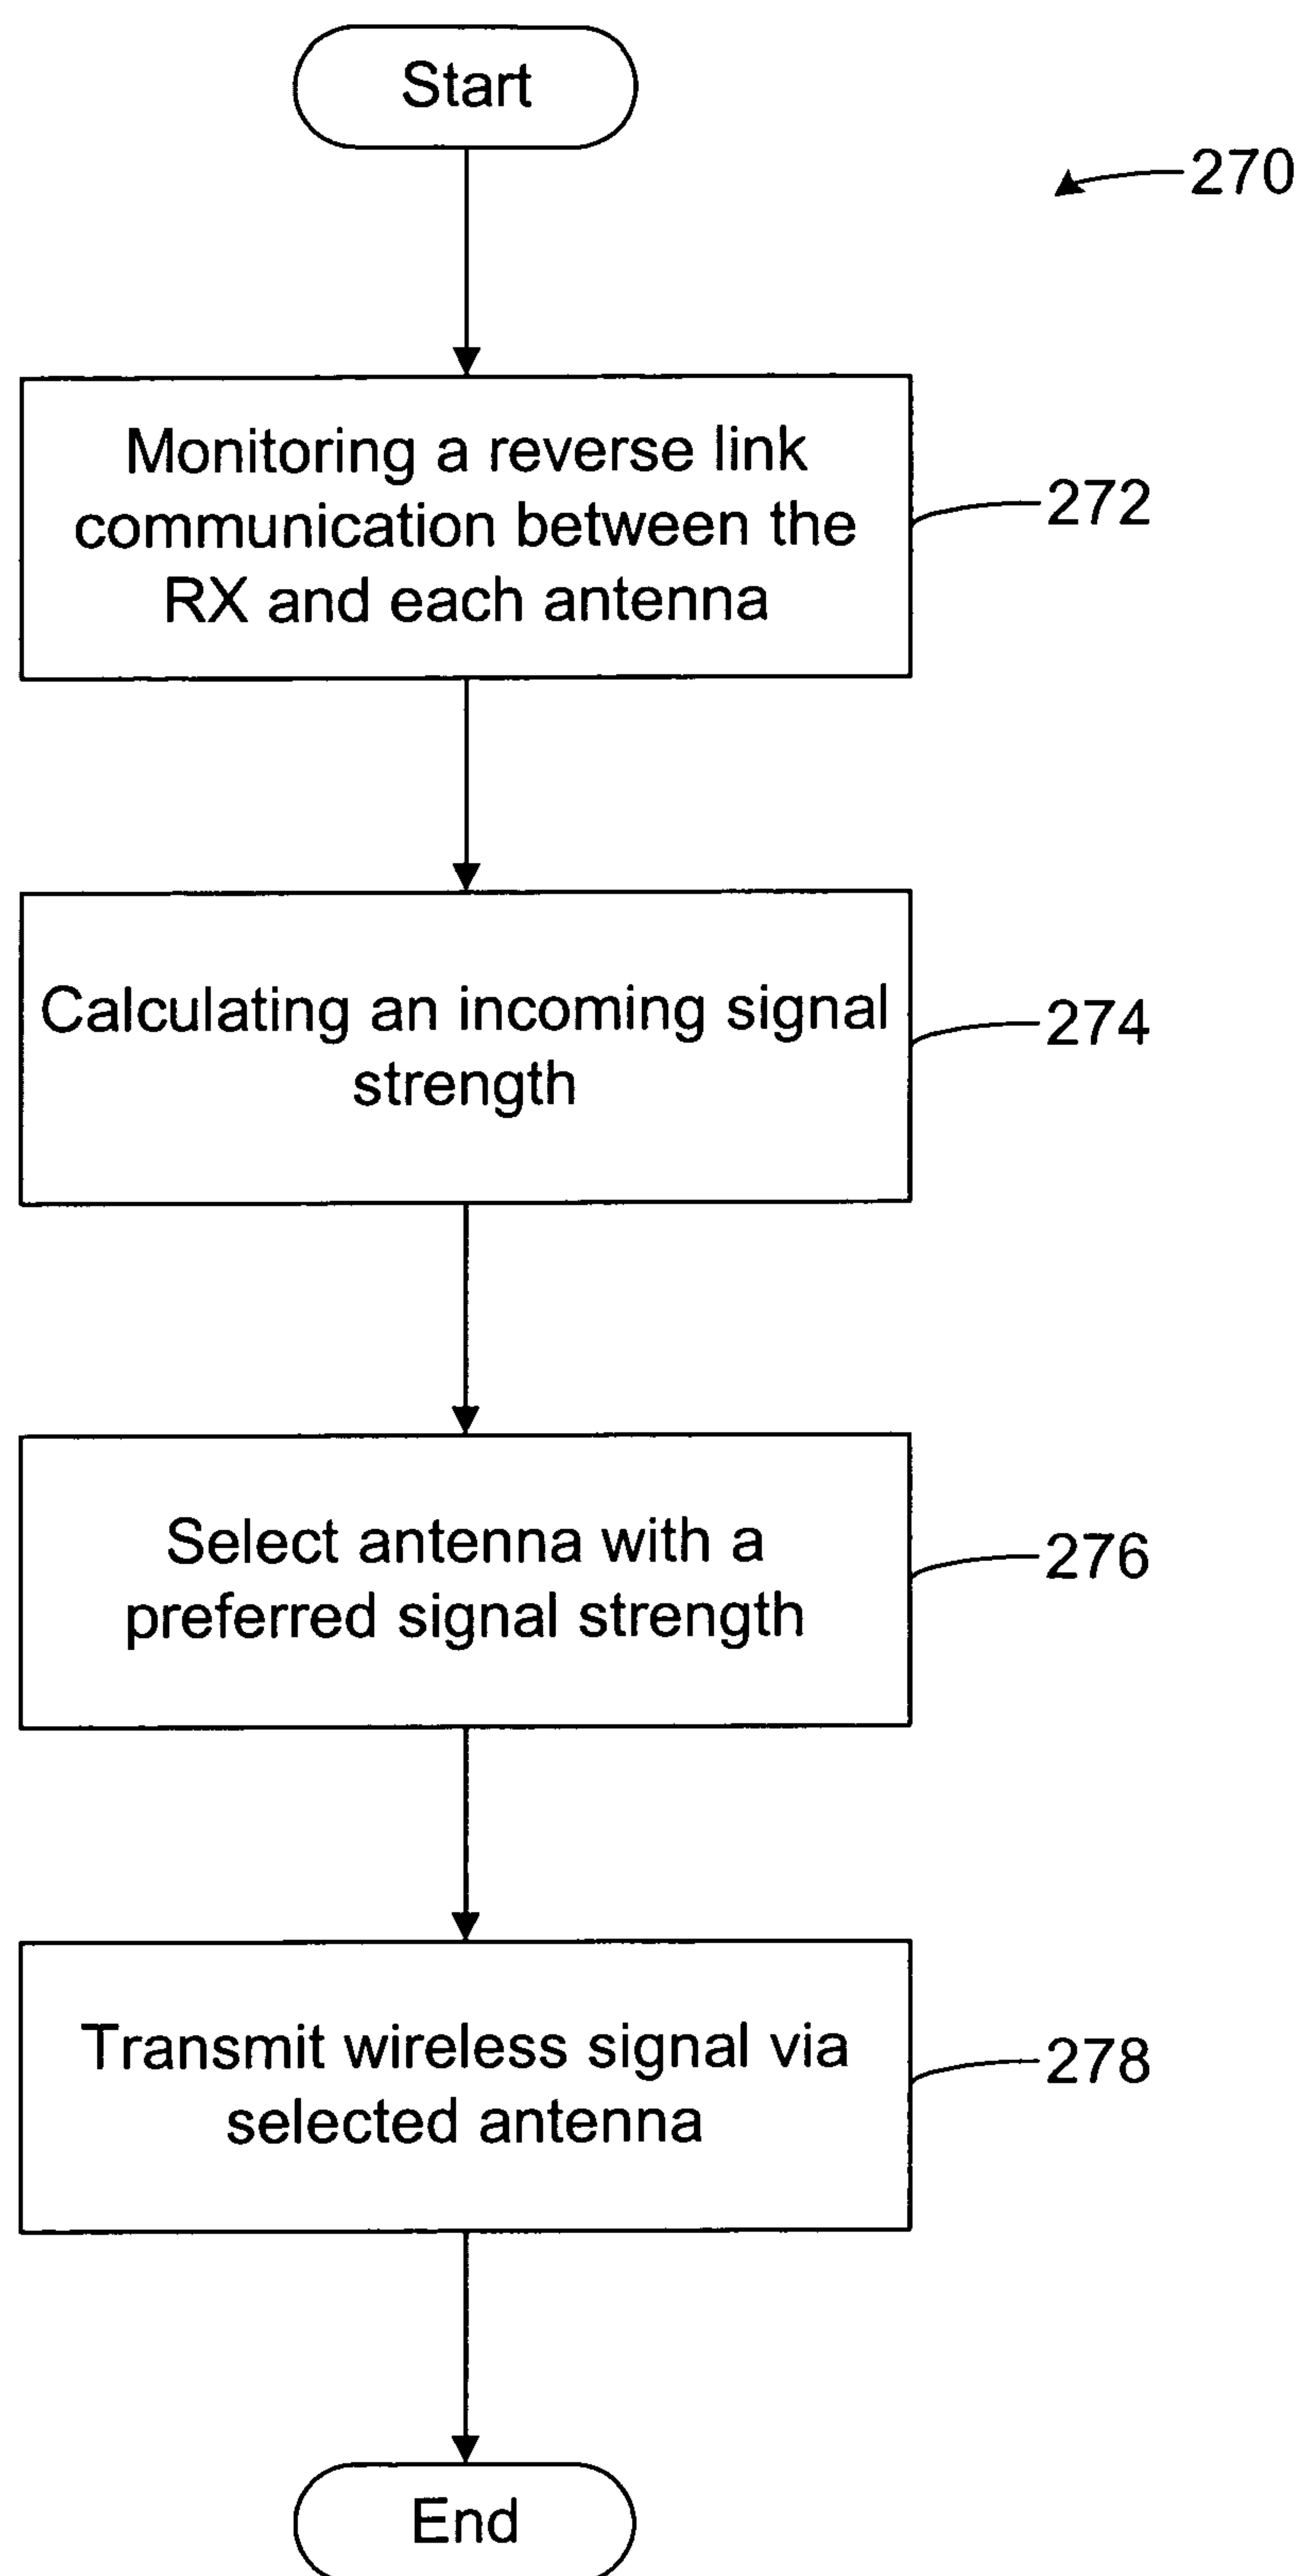 Start
270
Monitoring a reverse link
communication between the
RX and each antenna
272
Calculating an incoming signal
strength
274
Select antenna with a
preferred signal strength
276
Transmit wireless signal via
selected antenna
278
End